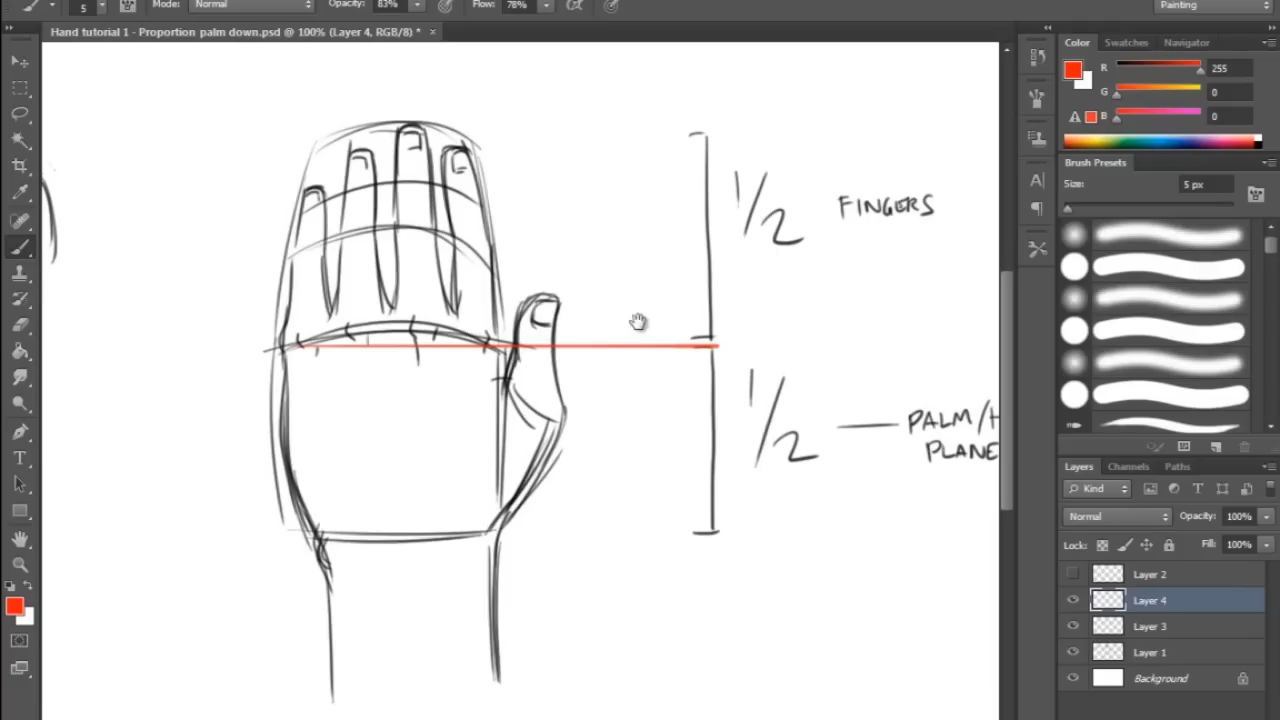 5 Mode: Normal Opacity: 83% Flow: 78% Painting
Hand tutorial 1 - Proportion palm down.psd @ 100% (Layer 4, RGB/8) * ×
Color Swatches Navigator
R 255
G 0
B 0
Brush Presets
Size: 5 px
1/2 FINGERS
1/2 — PALM/H
PLANE
Layers Channels Paths
Kind
Normal Opacity: 100%
Lock: Fill: 100%
Layer 2
Layer 4
Layer 3
Layer 1
Background